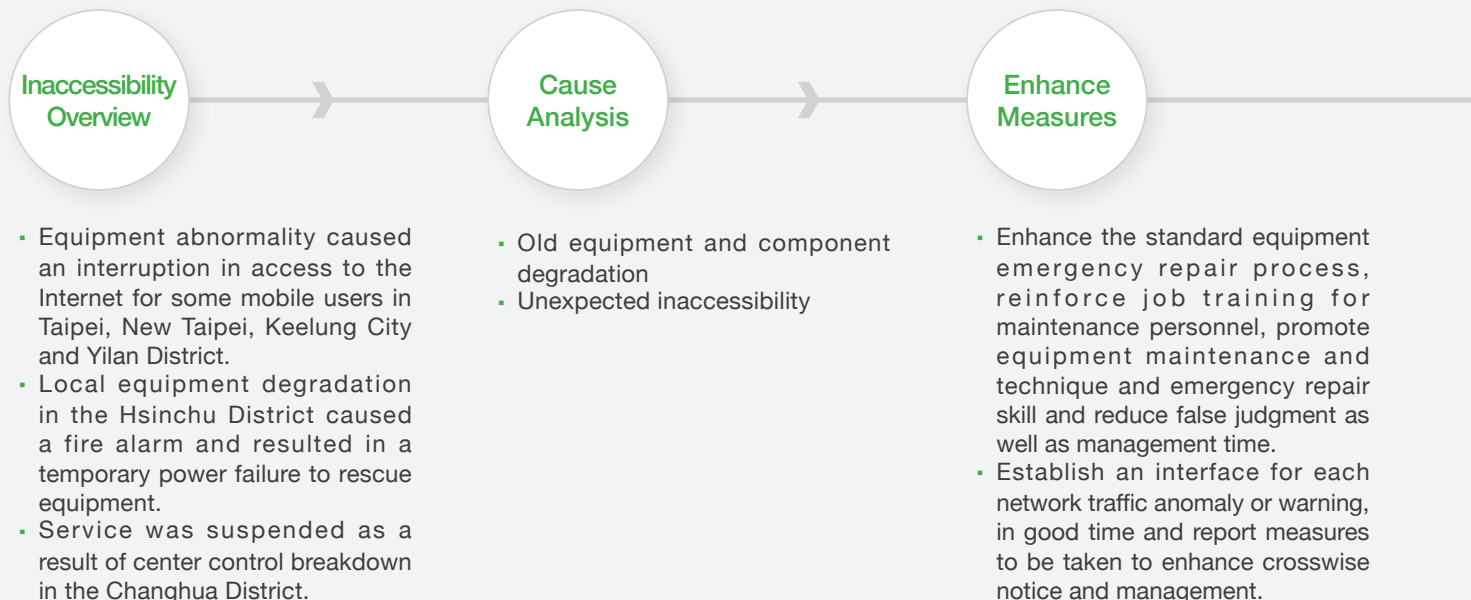 Inaccessibility
Overview
Cause
Analysis
Enhance
Measures
▪ Equipment abnormality caused
an interruption in access to the
Internet for some mobile users in
Taipei, New Taipei, Keelung City
and Yilan District.
▪ Local equipment degradation
in the Hsinchu District caused
a fire alarm and resulted in a
temporary power failure to rescue
equipment.
▪ Service was suspended as a
result of center control breakdown
in the Changhua District.
▪ Old equipment and component
degradation
▪ Unexpected inaccessibility
▪ Enhance the standard equipment
emergency repair process,
reinforce job training for
maintenance personnel, promote
equipment maintenance and
technique and emergency repair
skill and reduce false judgment as
well as management time.
▪ Establish an interface for each
network traffic anomaly or warning,
in good time and report measures
to be taken to enhance crosswise
notice and management.